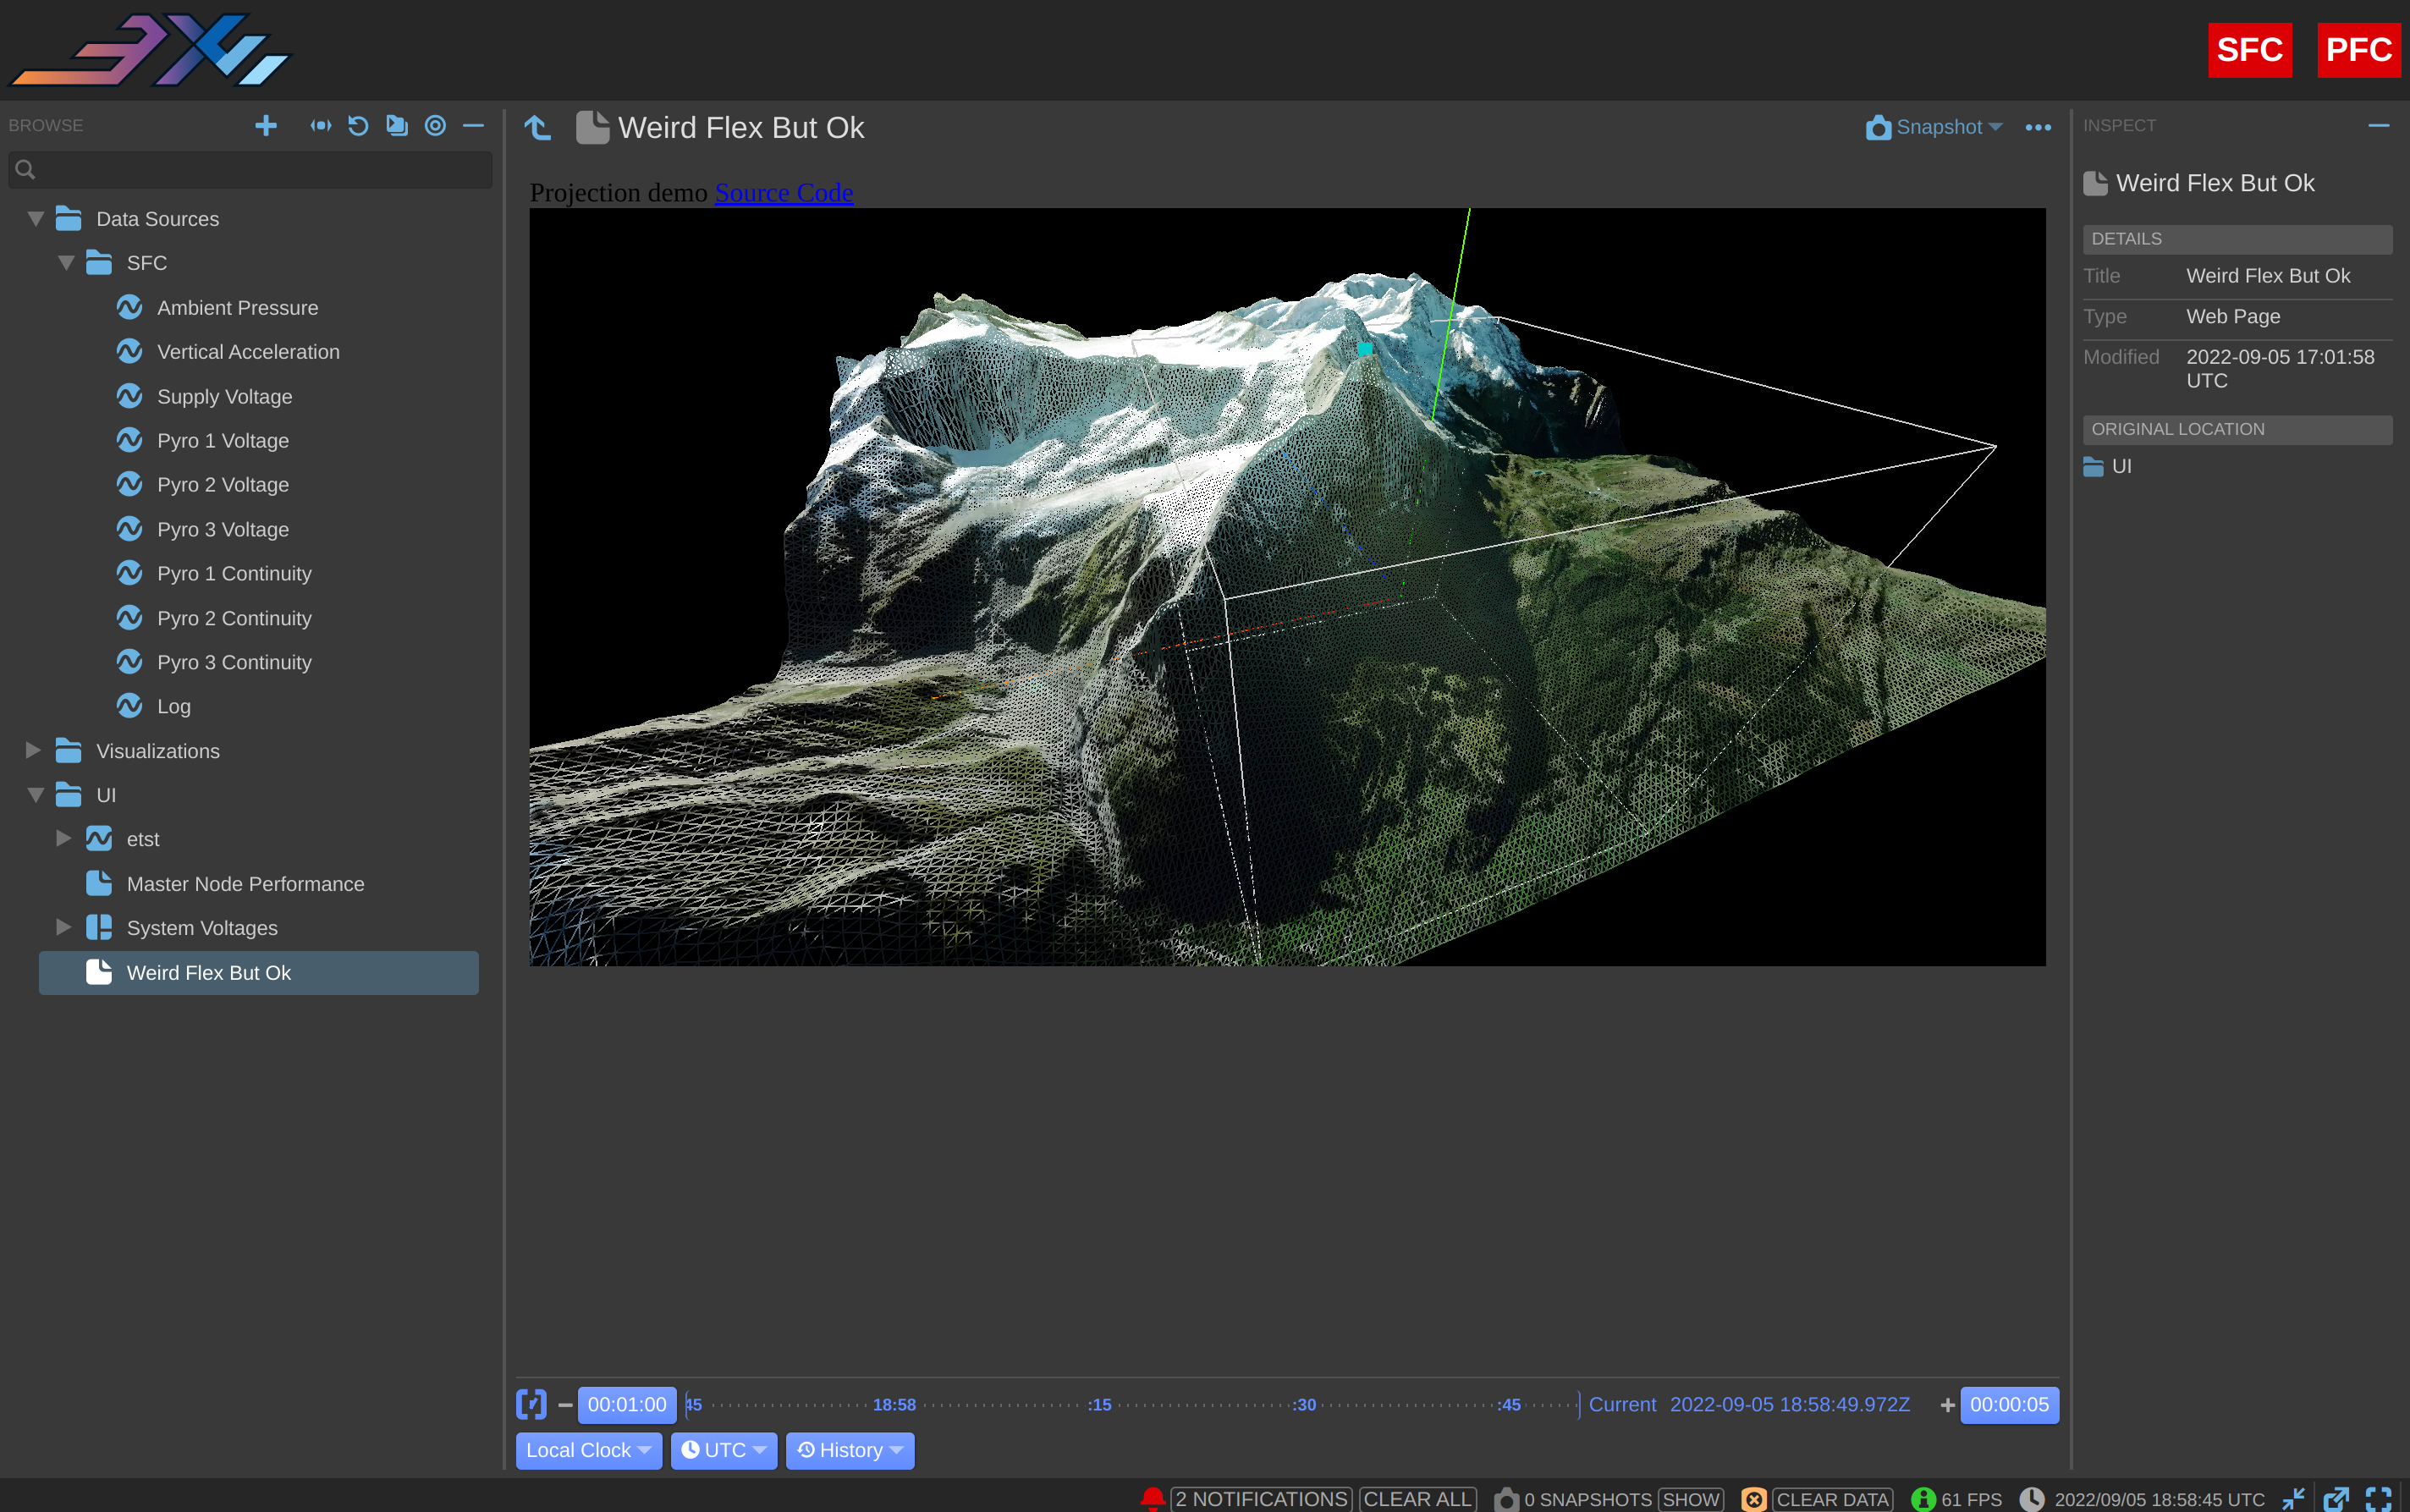 SFC
PFC
BROWSE
Data Sources
SFC
Ambient Pressure
Vertical Acceleration
Supply Voltage
Pyro 1 Voltage
Pyro 2 Voltage
Pyro 3 Voltage
Pyro 1 Continuity
Pyro 2 Continuity
Pyro 3 Continuity
Log
Visualizations
UI
etst
Master Node Performance
System Voltages
Weird Flex But Ok
Weird Flex But Ok
Snapshot
Projection demo Source Code
INSPECT
Weird Flex But Ok
DETAILS
Title Weird Flex But Ok
Type Web Page
Modified 2022-09-05 17:01:58
UTC
ORIGINAL LOCATION
UI
00:01:00 45 18:58 :15 :30 :45 Current 2022-09-05 18:58:49.972Z 00:00:05
Local Clock UTC History
2 NOTIFICATIONS CLEAR ALL 0 SNAPSHOTS SHOW CLEAR DATA 61 FPS 2022/09/05 18:58:45 UTC